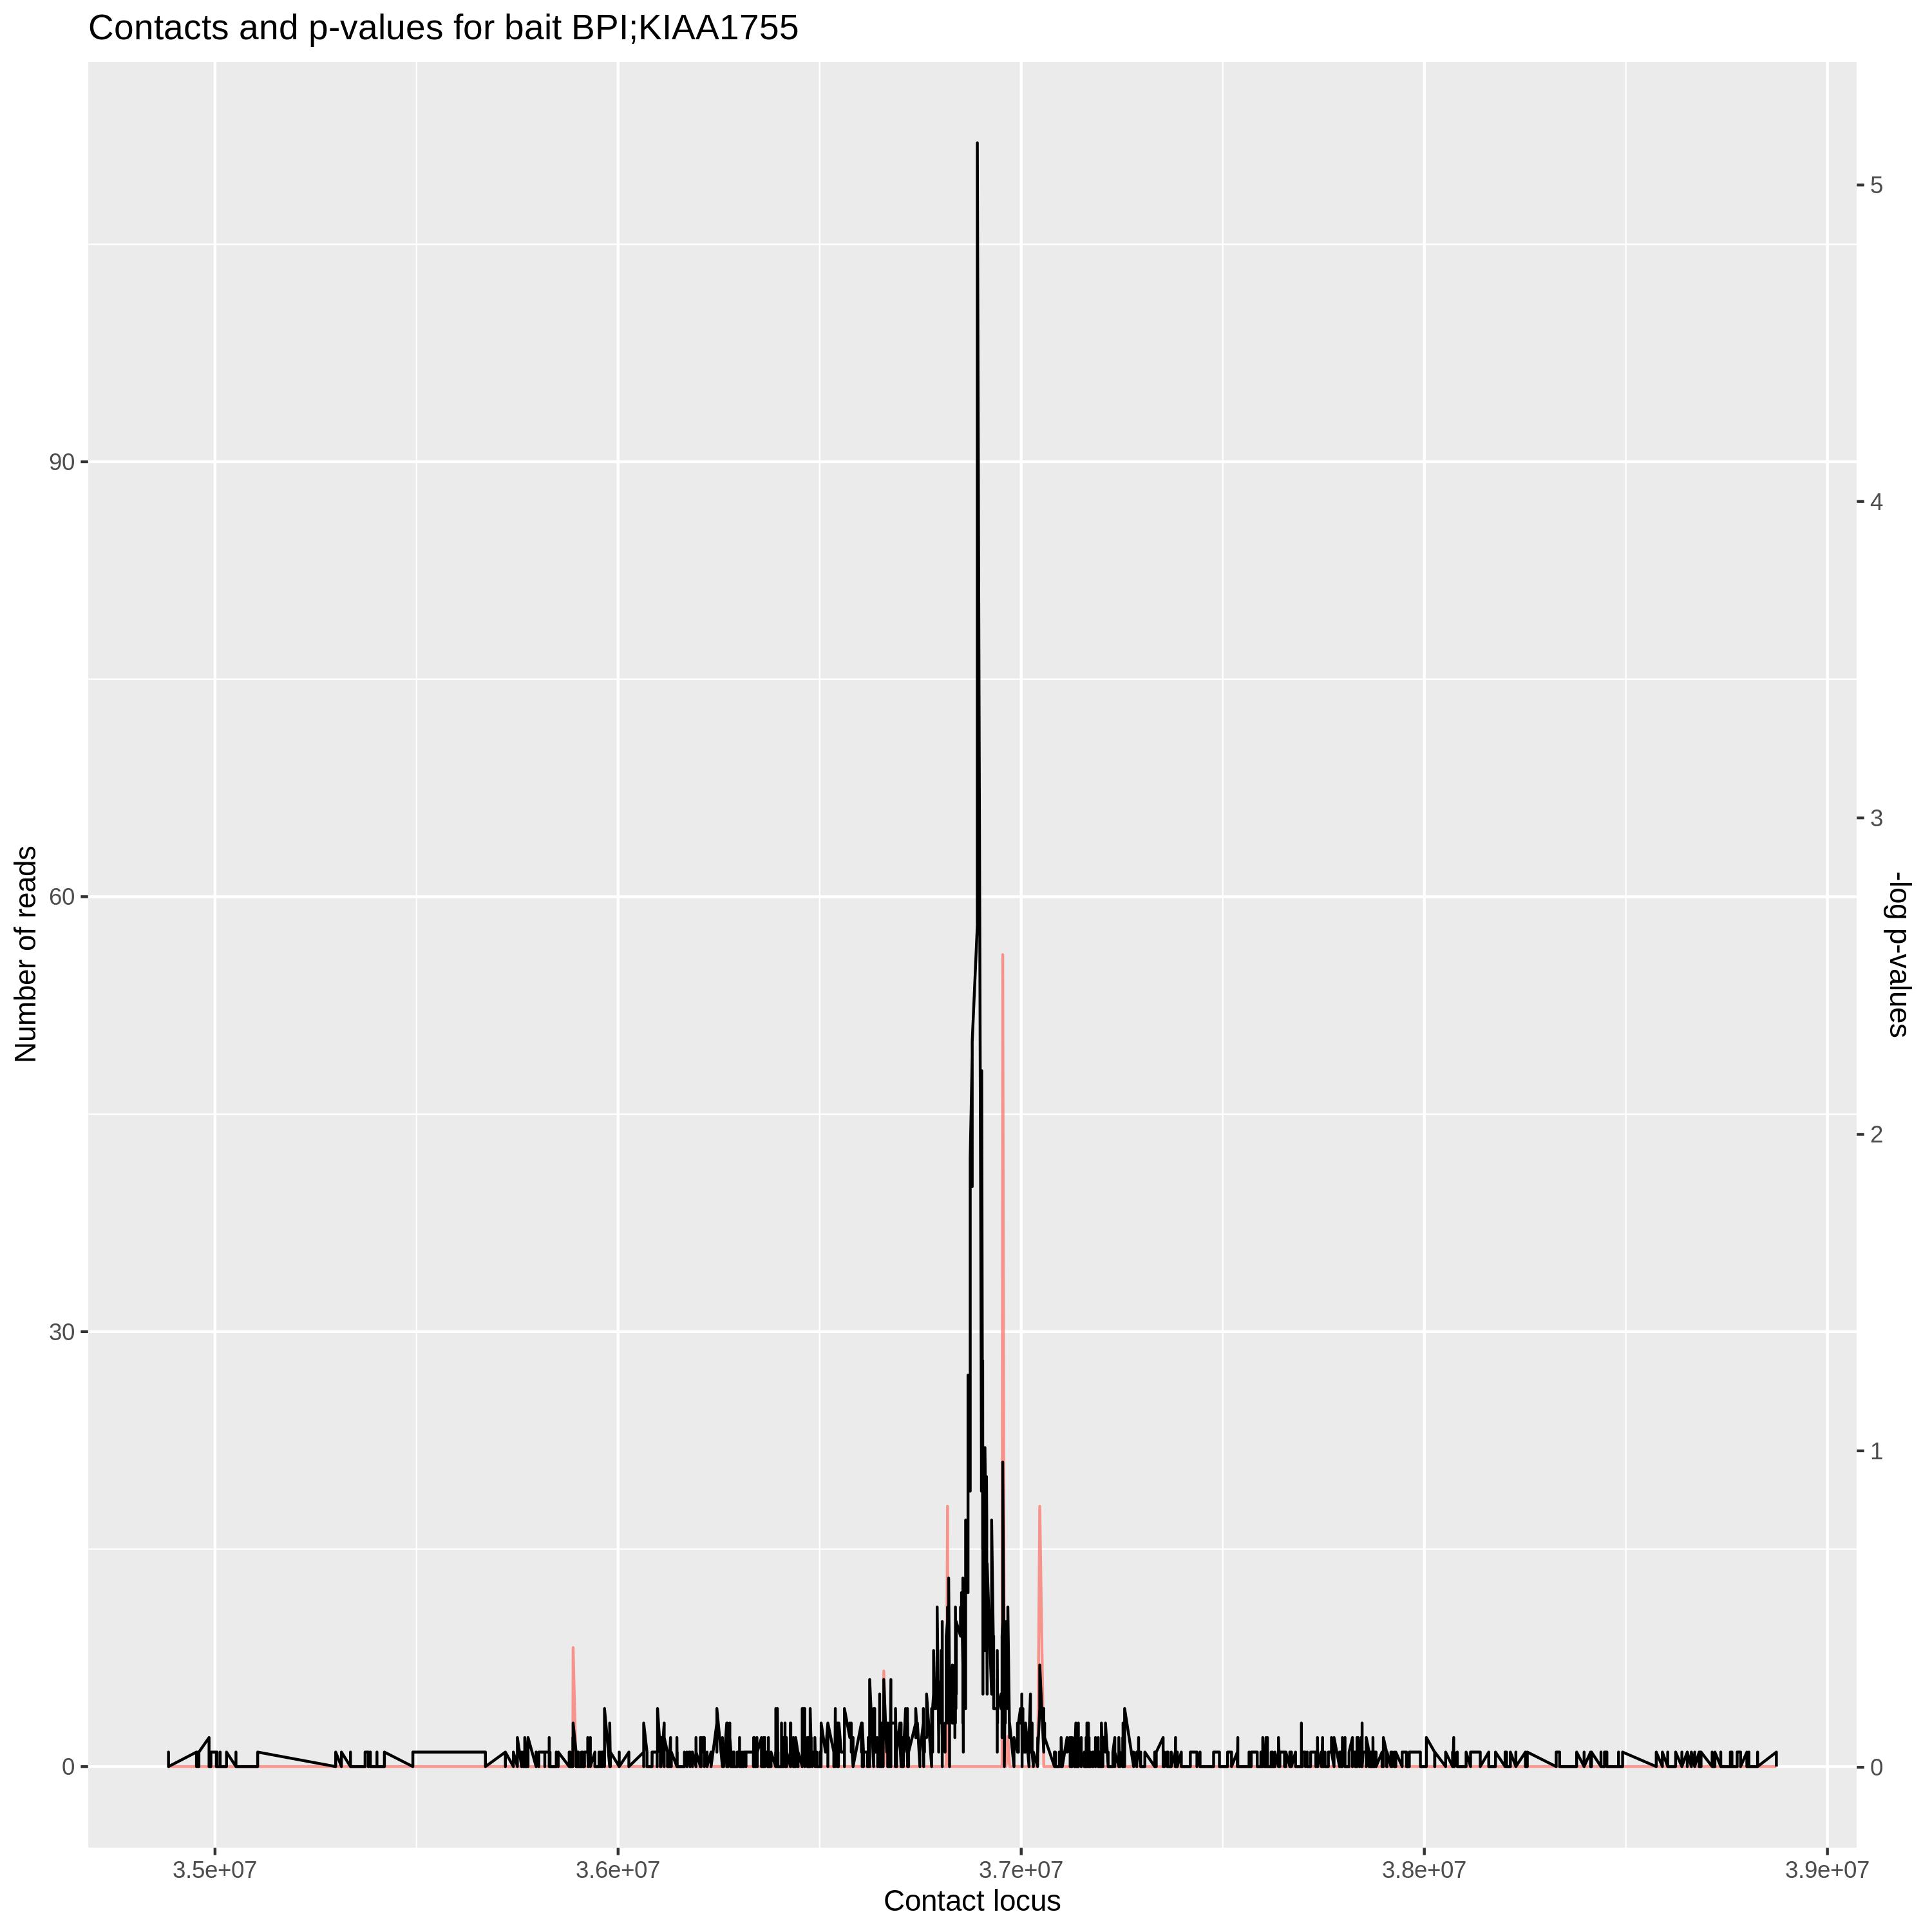 Contacts and p-values for bait BPI;KIAA1755
Number of reads
90
60
30
0
5
4
3
2
1
0
-log p-values
3.5e+07 3.6e+07 3.7e+07 3.8e+07 3.9e+07
Contact locus